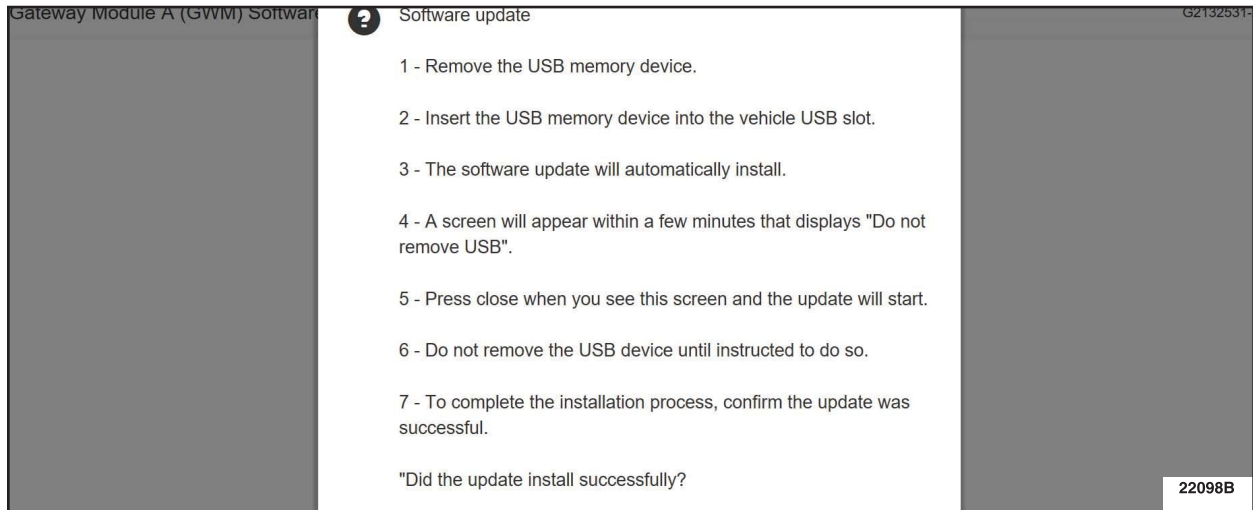 Gateway Module A (GWM) Software
G2132531-
Software update
1 - Remove the USB memory device.
2 - Insert the USB memory device into the vehicle USB slot.
3 - The software update will automatically install.
4 - A screen will appear within a few minutes that displays "Do not
remove USB".
5 - Press close when you see this screen and the update will start.
6 - Do not remove the USB device until instructed to do so.
7 - To complete the installation process, confirm the update was
successful.
"Did the update install successfully?
22098B